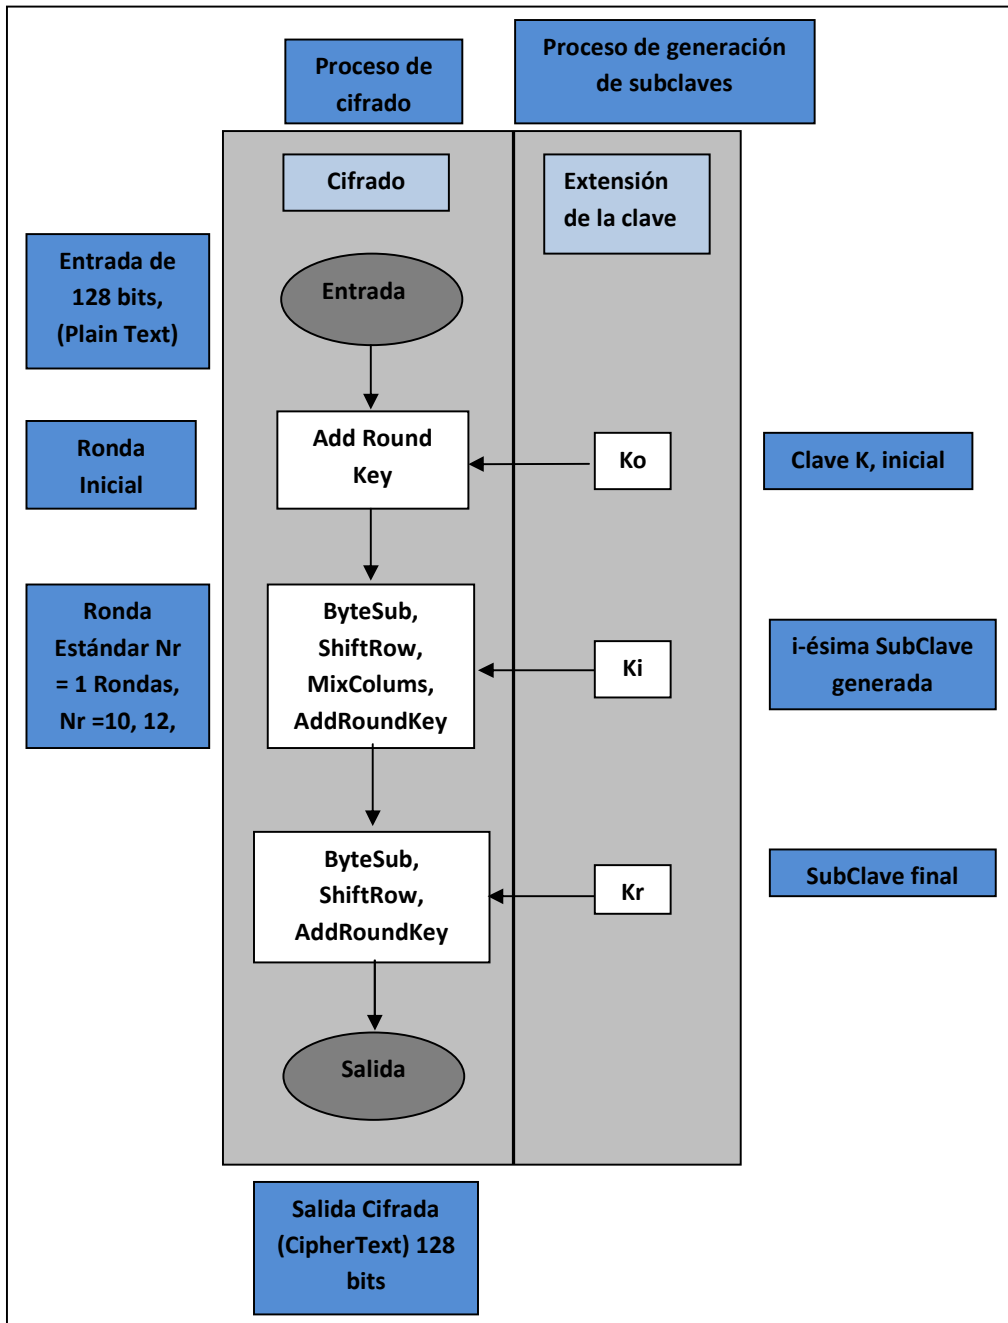 Proceso de
cifrado
Proceso de generación
de subclaves
Cifrado
Extensión
de la clave
Entrada de
128 bits,
(Plain Text)
Entrada
Ronda
Inicial
Add Round
Key
Ko
Clave K, inicial
Ronda
Estándar Nr
= 1 Rondas,
Nr =10, 12,
ByteSub,
ShiftRow,
MixColums,
AddRoundKey
Ki
i-ésima SubClave
generada
ByteSub,
ShiftRow,
AddRoundKey
Kr
SubClave final
Salida
Salida Cifrada
(CipherText) 128
bits